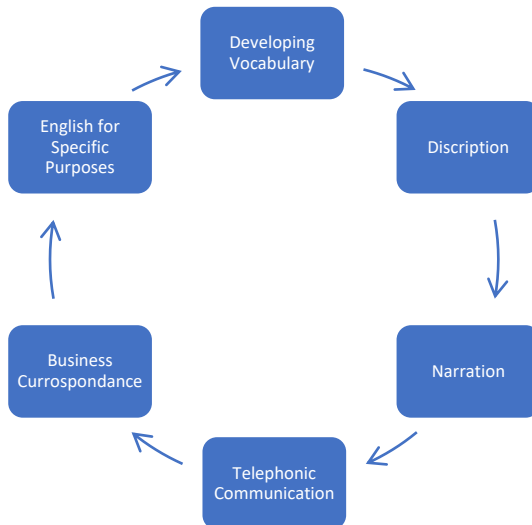 Developing
Vocabulary
Discription
Narration
Telephonic
Communication
Business
Currospondance
English for
Specific
Purposes